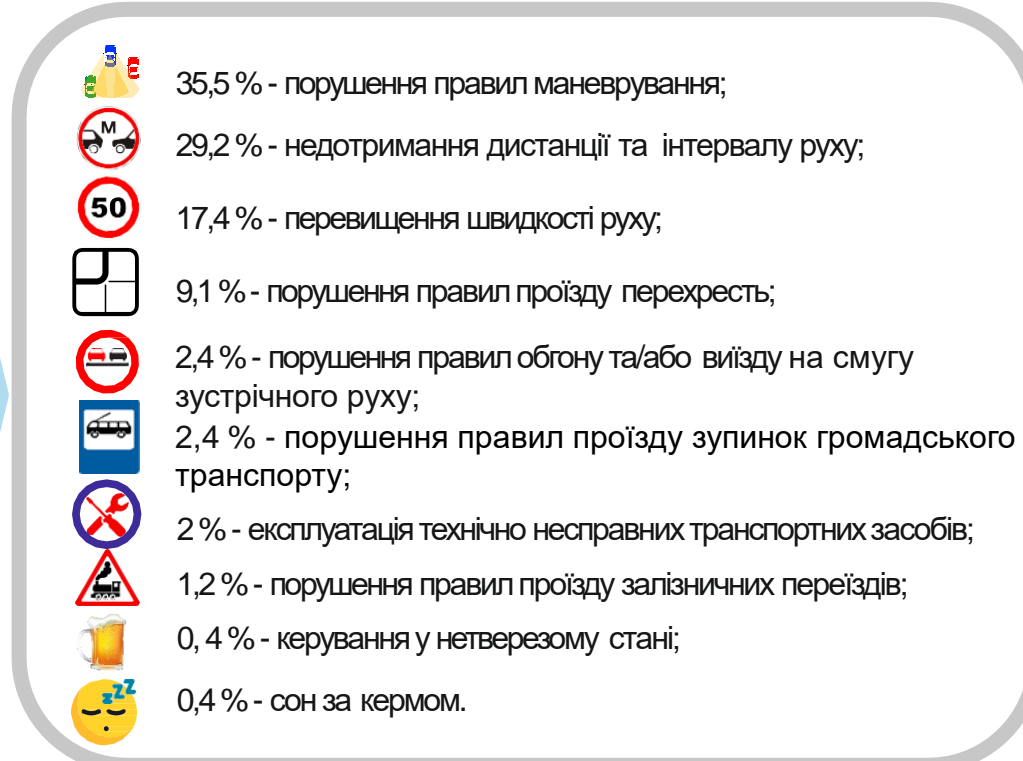 35,5 % - порушення правил маневрування;
М
29,2 % - недотримання дистанції та інтервалу руху;
50
17,4 % - перевищення швидкості руху;
9,1 % - порушення правил проїзду перехресть;
2,4 % - порушення правил обгону та/або виїзду на смугу
зустрічного руху;
2,4 % - порушення правил проїзду зупинок громадського
транспорту;
2 % - експлуатація технічно несправних транспортних засобів;
1,2 % - порушення правил проїзду залізничних переїздів;
0, 4 % - керування у нетверезому стані;
zzz
0,4 % - сон за кермом.